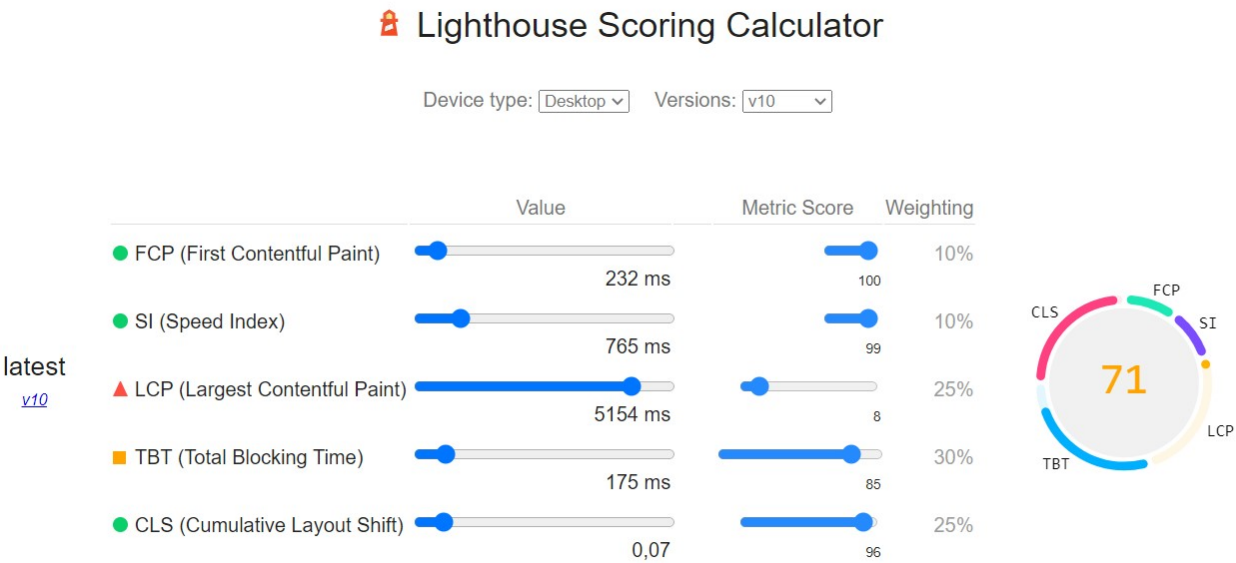 Lighthouse Scoring Calculator
Device type: Desktop Versions: v10
Value Metric Score Weighting
FCP (First Contentful Paint) 10%
232 ms 100
SI (Speed Index) 10%
765 ms 99
latest
v10
LCP (Largest Contentful Paint) 25%
5154 ms 8
TBT (Total Blocking Time) 30%
175 ms 85
CLS (Cumulative Layout Shift) 25%
0,07 96
FCP
CLS
SI
71
LCP
TBT